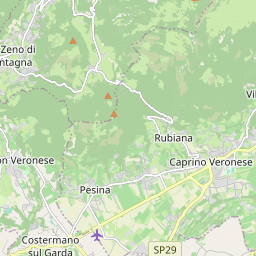 Zeno di
ntagna
Vil
Rubiana
on Veronese
Caprino Veronese
Pesina
Costermano
sul Garda
SP29